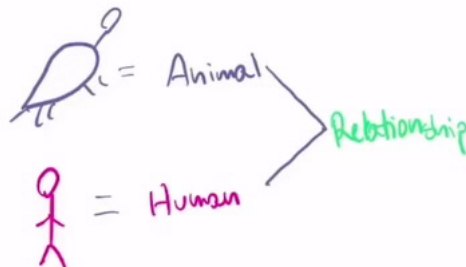 = Animal
Relationship
= Human